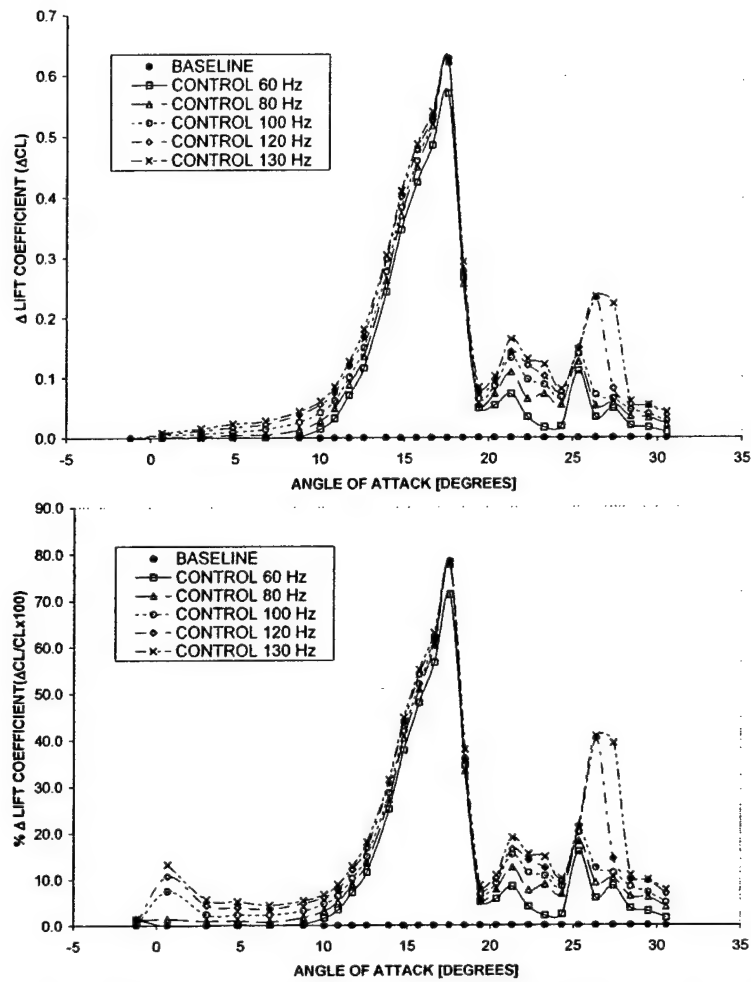 0.7
0.6
0.5
0.4
0.3
0.2
0.1
0.0
Δ LIFT COEFFICIENT (ΔCL)
BASELINE
CONTROL 60 Hz
CONTROL 80 Hz
CONTROL 100 Hz
CONTROL 120 Hz
CONTROL 130 Hz
-5 0 5 10 15 20 25 30 35
ANGLE OF ATTACK [DEGREES]
90.0
80.0
70.0
60.0
50.0
40.0
30.0
20.0
10.0
0.0
% Δ LIFT COEFFICIENT(ΔCL/CLx100)
BASELINE
CONTROL 60 Hz
CONTROL 80 Hz
CONTROL 100 Hz
CONTROL 120 Hz
CONTROL 130 Hz
-5 0 5 10 15 20 25 30 35
ANGLE OF ATTACK [DEGREES]